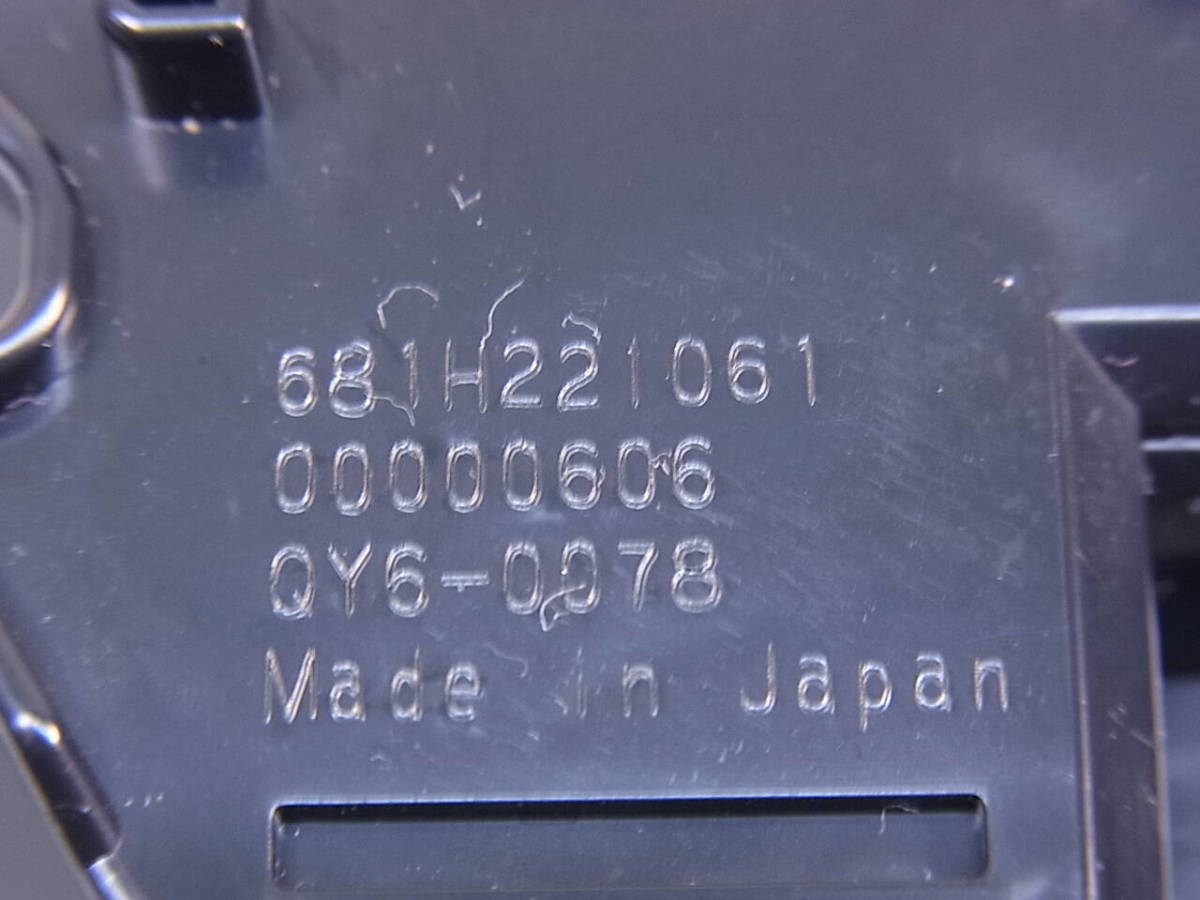 681H221061
00000606
QY6-0078
Made in Japan